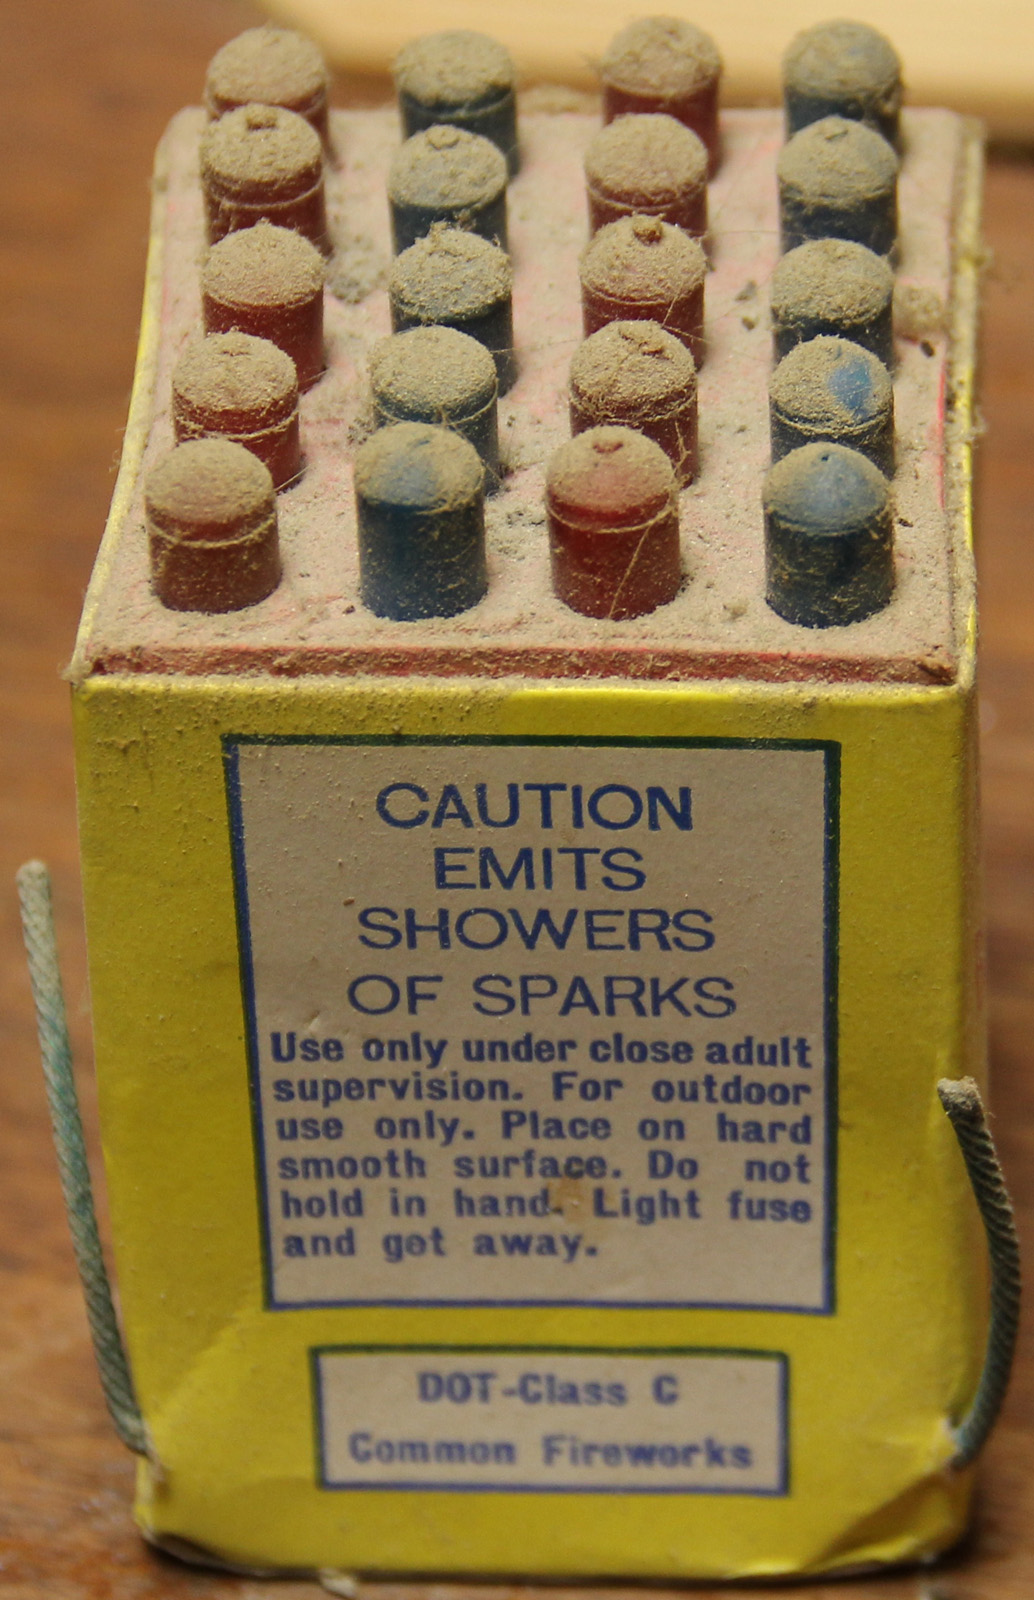 CAUTION
EMITS
SHOWERS
OF SPARKS
Use only under close adult
supervision. For outdoor
use only. Place on hard
smooth surface. Do not
hold in hand. Light fuse
and get away.
DOT-Class C
Common Fireworks